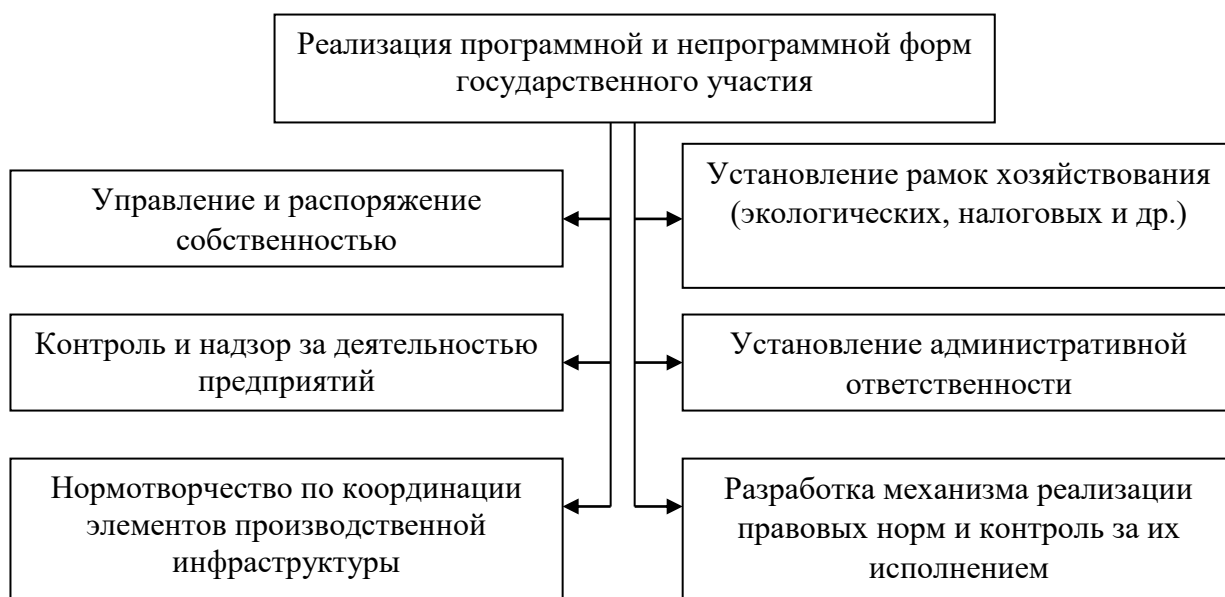 Реализация программной и непрограммной форм
государственного участия
Управление и распоряжение
собственностью
Установление рамок хозяйствования
(экологических, налоговых и др.)
Контроль и надзор за деятельностью
предприятий
Установление административной
ответственности
Нормотворчество по координации
элементов производственной
инфраструктуры
Разработка механизма реализации
правовых норм и контроль за их
исполнением